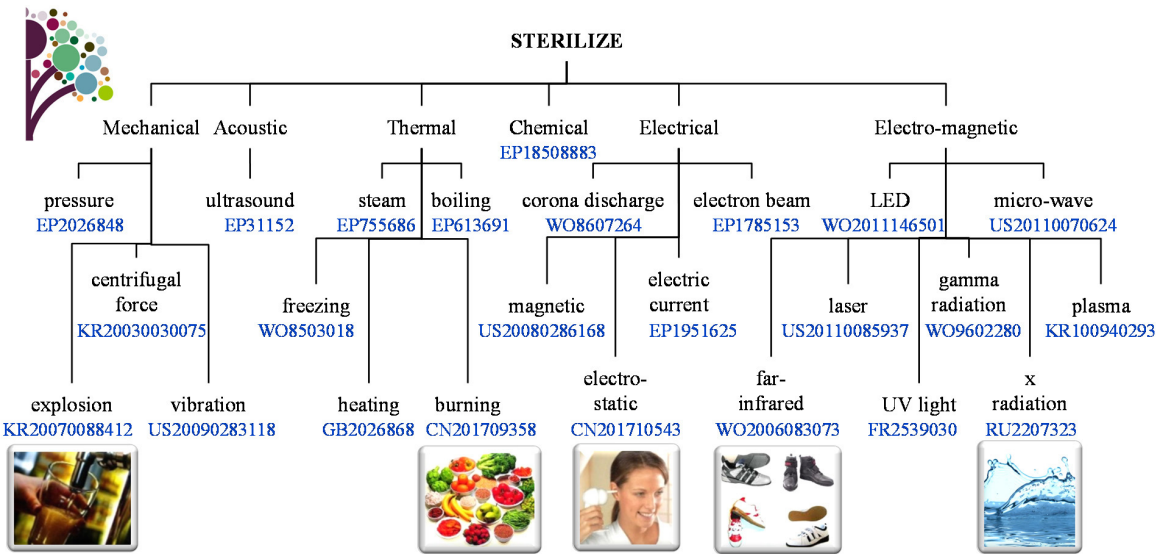 STERILIZE
Mechanical Acoustic Thermal Chemical Electrical Electro-magnetic
EP18508883
pressure ultrasound steam boiling corona discharge electron beam LED micro-wave
EP2026848 EP31152 EP755686 EP613691 WO8607264 EP1785153 WO2011146501 US20110070624
centrifugal electric gamma
force freezing magnetic current laser radiation plasma
KR20030030075 WO8503018 US20080286168 EP1951625 US20110085937 WO9602280 KR100940293
electro- far- x
explosion vibration heating burning static infrared UV light radiation
KR20070088412 US20090283118 GB2026868 CN201709358 CN201710543 WO2006083073 FR2539030 RU2207323